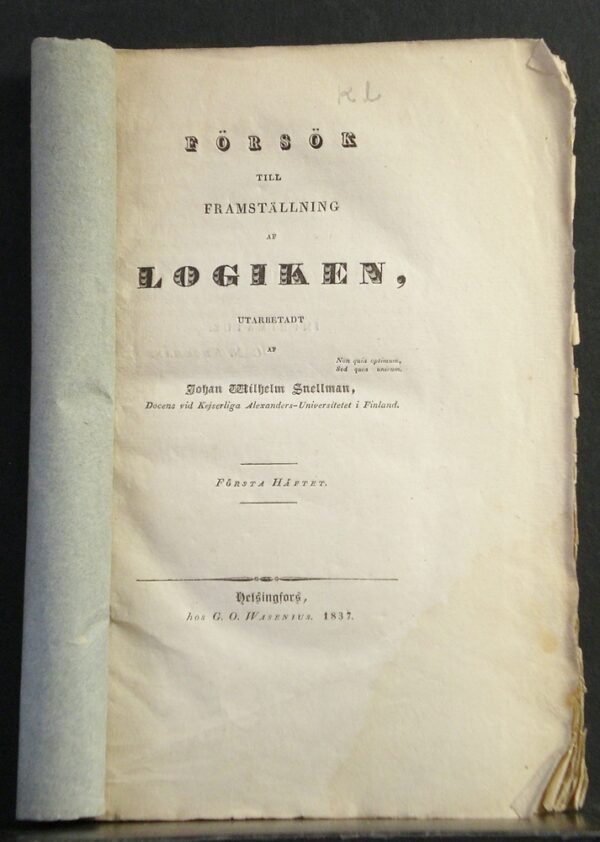 kl
FÖRSÖK
TILL
FRAMSTÄLLNING
AF
LOGIKEN,
UTARBETADT
AF
Non quia optimum,
Sed quia unicum.
Johan Wilhelm Snellman,
Docens vid Kejserliga Alexanders-Universitetet i Finland.
FÖRSTA HÄFTET.
Helsingfors,
hos G. O. WASENIUS. 1837.